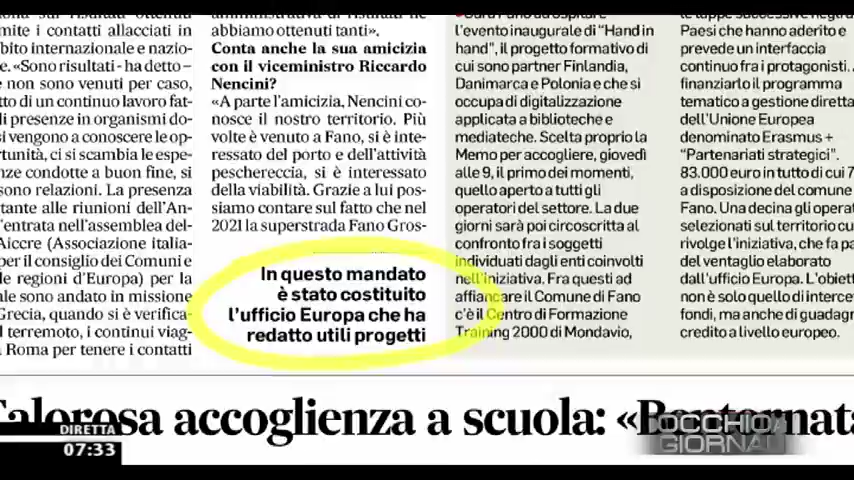 mite i contatti allacciati in
bito internazionale e nazio-
e. «Sono risultati - ha detto -
e non sono venuti per caso,
tto di un continuo lavoro fat-
di presenze in organismi do-
si vengono a conoscere le op-
rtunità, ci si scambia le espe-
nze condotte a buon fine, si
sono relazioni. La presenza
tante alle riunioni dell'An-
'entrata nell'assemblea del-
Aiccre (Associazione italia-
per il consiglio dei Comuni e
le regioni d'Europa) per la
ale sono andato in missione
Grecia, quando si è verifica-
l terremoto, i continui viag-
a Roma per tenere i contatti
abbiamo ottenuti tanti».
Conta anche la sua amicizia
con il viceministro Riccardo
Nencini?
«A parte l'amicizia, Nencini co-
nosce il nostro territorio. Più
volte è venuto a Fano, si è inte-
ressato del porto e dell'attività
peschereccia, si è interessato
della viabilità. Grazie a lui pos-
siamo contare sul fatto che nel
2021 la superstrada Fano Gros-
In questo mandato
è stato costituito
l'ufficio Europa che ha
redatto utili progetti
l'evento inaugurale di "Hand in
hand", il progetto formativo di
cui sono partner Finlandia,
Danimarca e Polonia e che si
occupa di digitalizzazione
applicata a biblioteche e
mediateche. Scelta proprio la
Memo per accogliere, giovedì
alle 9, il primo dei momenti,
quello aperto a tutti gli
operatori del settore. La due
giorni sarà poi circoscritta al
confronto fra i soggetti
individuati dagli enti coinvolti
nell'iniziativa. Fra questi ad
affiancare il Comune di Fano
c'è il Centro di Formazione
Training 2000 di Mondavio,
Paesi che hanno aderito e
prevede un interfaccia
continuo fra i protagonisti. A
finanziarlo il programma
tematico a gestione diretta
dell'Unione Europea
denominato Erasmus +
"Partenariati strategici".
83.000 euro in tutto di cui 7
a disposizione del comune
Fano. Una decina gli operat
selezionati sul territorio cu
rivolge l'iniziativa, che fa pa
del ventaglio elaborato
dall'ufficio Europa. L'obiett
non è solo quello di interce
fondi, ma anche di guadagn
credito a livello europeo.
alorosa accoglienza a scuola: «Bentornata
DIRETTA
07:33
OCCHIO
GIORNA